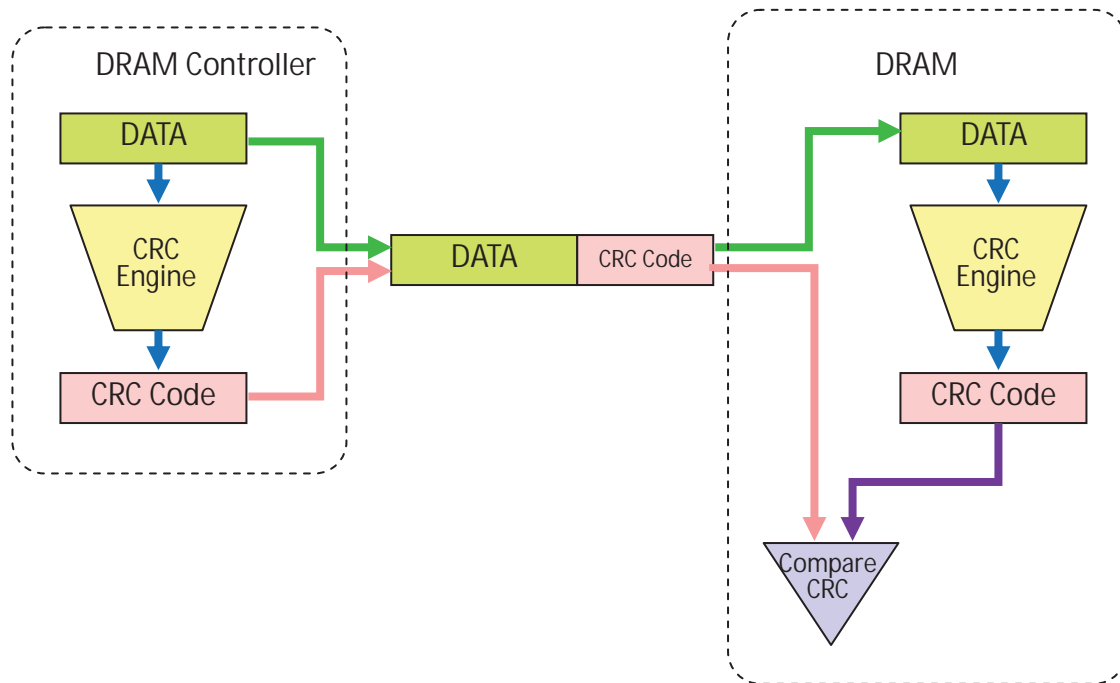 DRAM Controller
DATA
CRC
Engine
CRC Code
DATA
CRC Code
DRAM
DATA
CRC
Engine
CRC Code
Compare
CRC